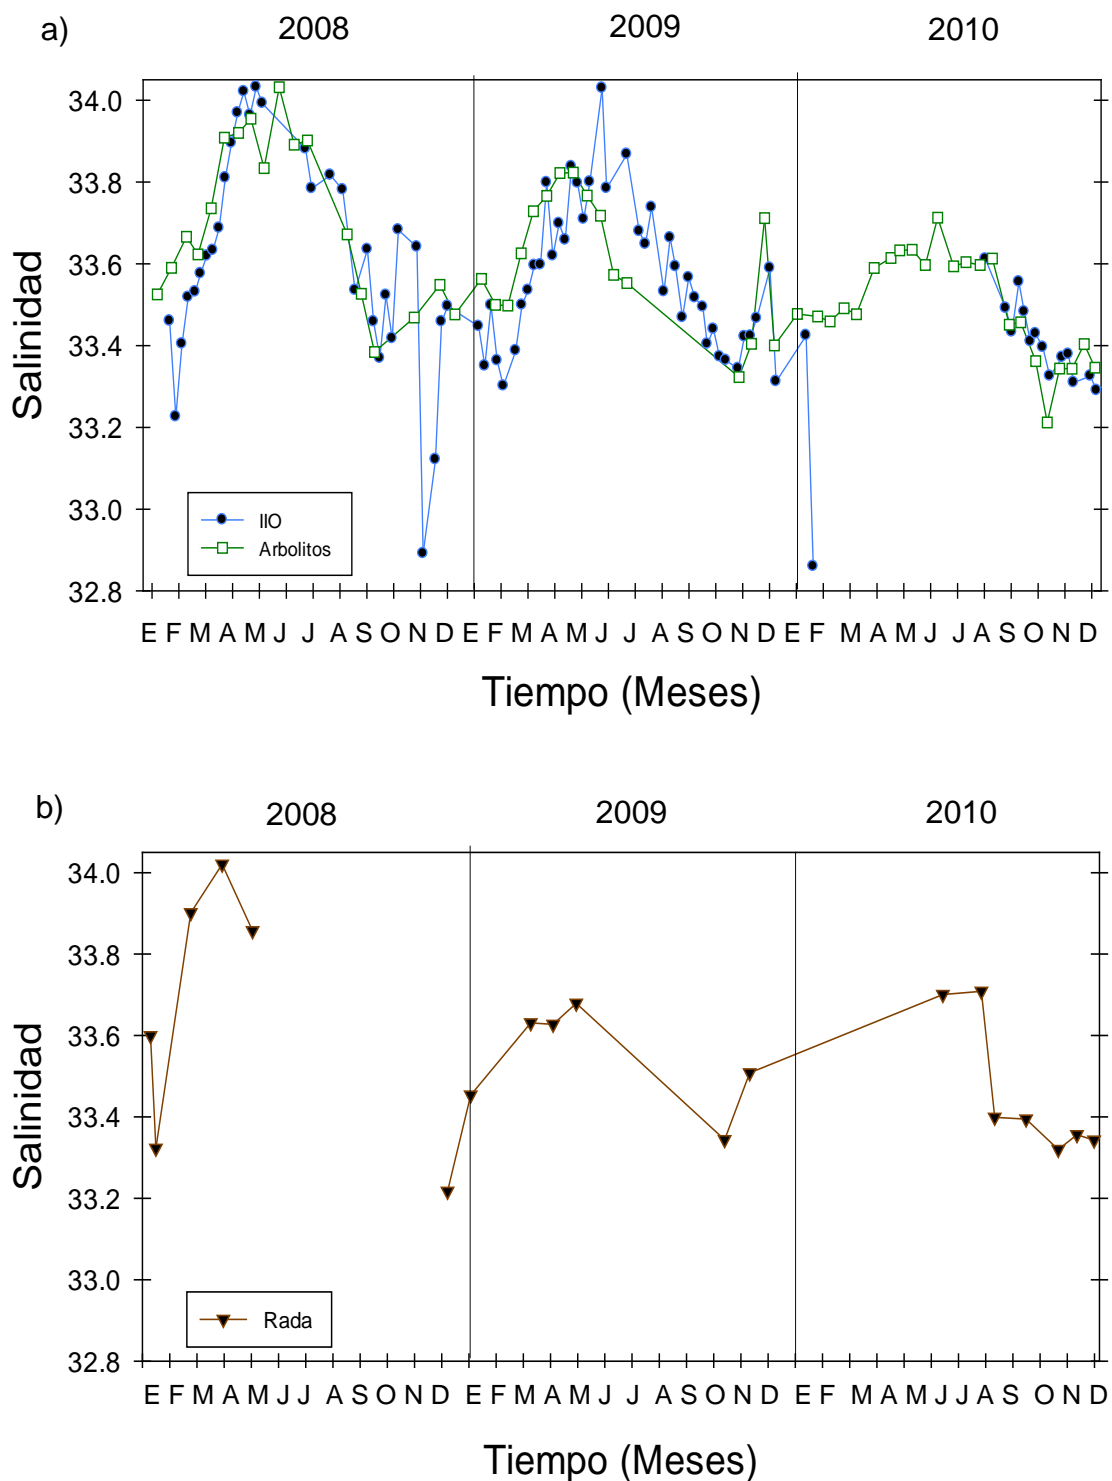 a)
2008 2009 2010
34.0
33.8
33.6
33.4
33.2
33.0
32.8
Salinidad
IIO
Arbolitos
E F M A M J J A S O N D E F M A M J J A S O N D E F M A M J J A S O N D
Tiempo (Meses)
b)
2008 2009 2010
34.0
33.8
33.6
33.4
33.2
33.0
32.8
Salinidad
Rada
E F M A M J J A S O N D E F M A M J J A S O N D E F M A M J J A S O N D
Tiempo (Meses)